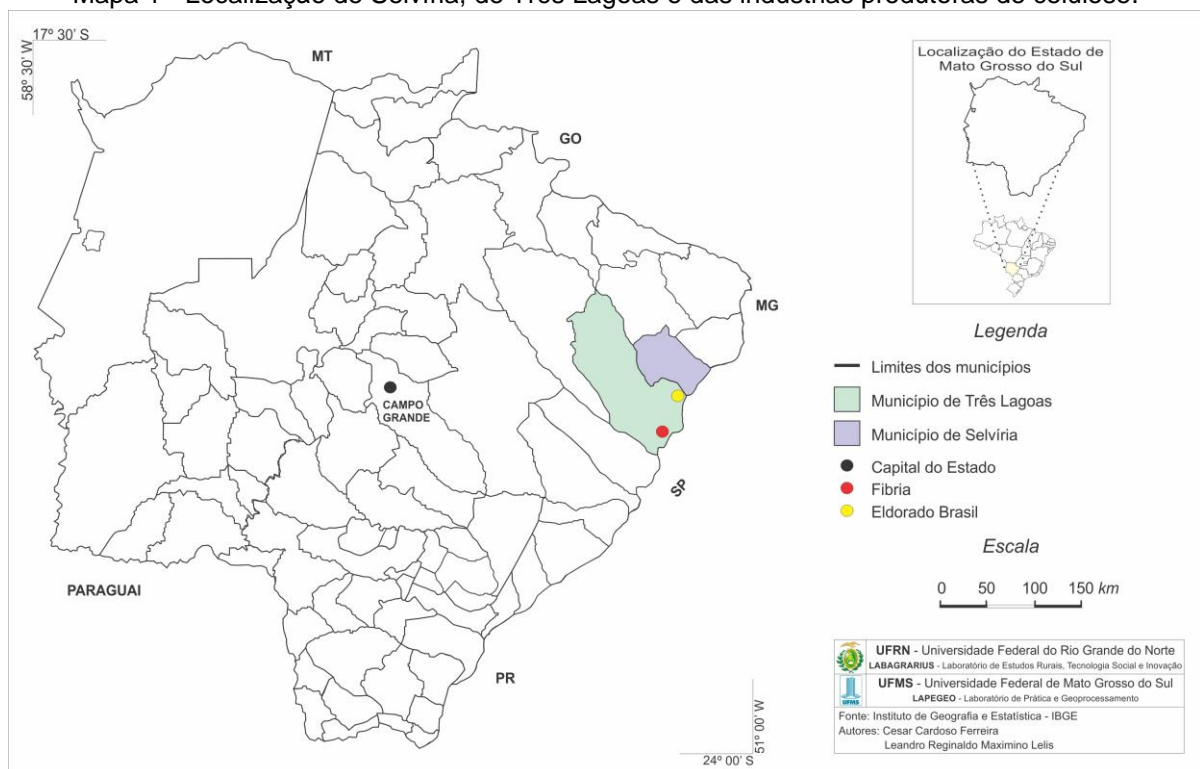 Mapa 1 - Localização de Selvíria, de Três Lagoas e das indústrias produtoras de celulose.
17º 30' S
58º 30' W
MT
GO
MG
CAMPO
GRANDE
SP
PARAGUAI
PR
51º 00' W
24º 00' S
Localização do Estado de
Mato Grosso do Sul
Legenda
Limites dos municípios
Município de Três Lagoas
Município de Selvíria
Capital do Estado
Fibria
Eldorado Brasil
Escala
0 50 100 150 km
UFRN - Universidade Federal do Rio Grande do Norte
LABAGRARIUS - Laboratório de Estudos Rurais, Tecnologia Social e Inovação
UFMS
UFMS - Universidade Federal de Mato Grosso do Sul
LAPEGEO - Laboratório de Prática e Geoprocessamento
Fonte: Instituto de Geografia e Estatística - IBGE
Autores: Cesar Cardoso Ferreira
Leandro Reginaldo Maximino Lelis